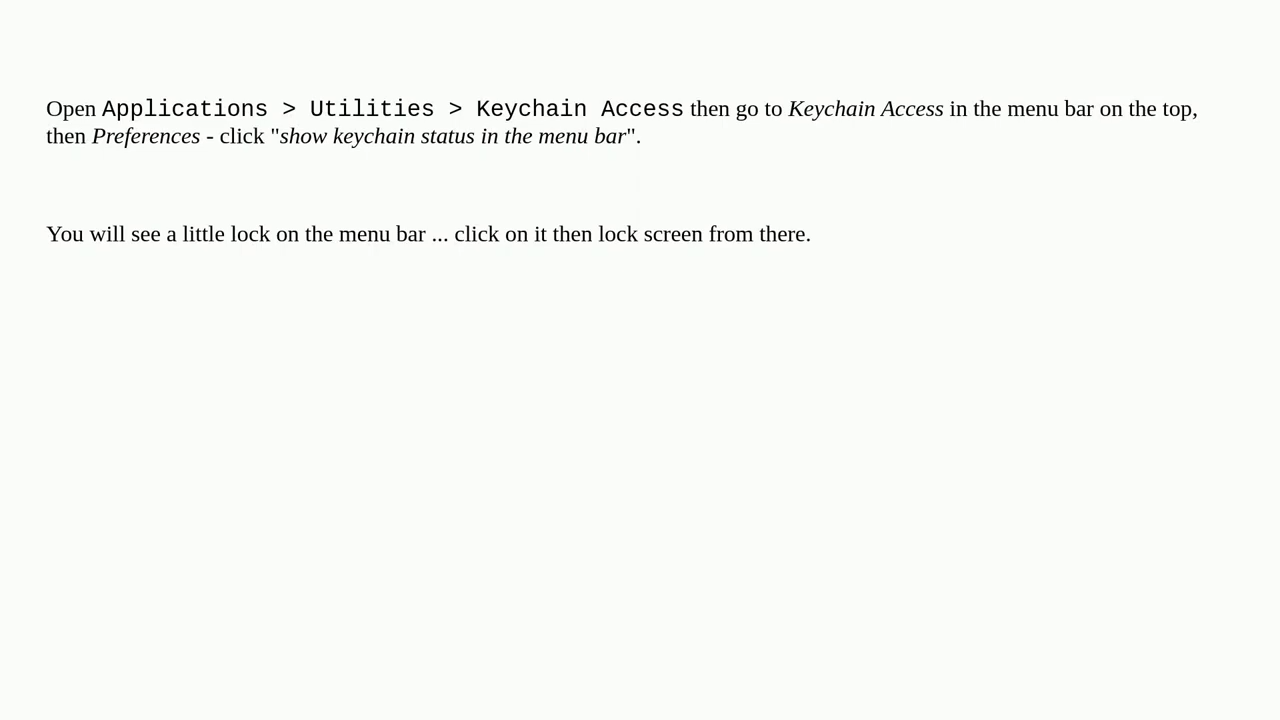 Open Applications > Utilities > Keychain Access then go to Keychain Access in the menu bar on the top,
then Preferences - click "show keychain status in the menu bar".
You will see a little lock on the menu bar ... click on it then lock screen from there.